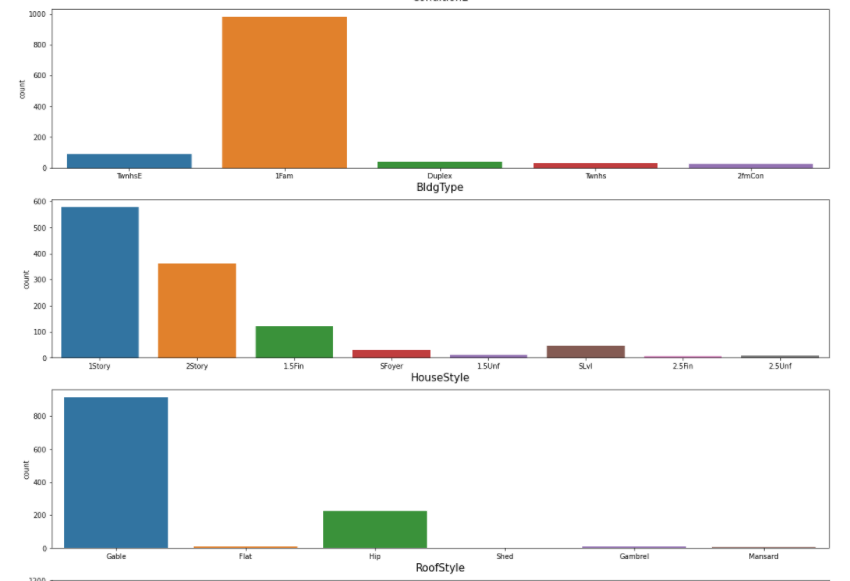 Condition2
1000
800
600
400
200
0
count
TwnhsE 1Fam Duplex Twnhs 2fmCon
BldgType
600
500
400
300
200
100
0
count
1Story 2Story 1.5Fin SFoyer 1.5Unf SLvl 2.5Fin 2.5Unf
HouseStyle
800
600
400
200
0
count
Gable Flat Hip Shed Gambrel Mansard
RoofStyle
1200